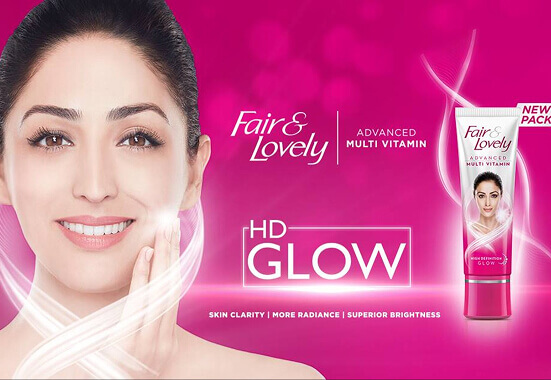 Fair &
Lovely
ADVANCED
MULTI VITAMIN
HD
GLOW
SKIN CLARITY | MORE RADIANCE | SUPERIOR BRIGHTNESS
NEW
PACK
Fair &
Lovely
ADVANCED
MULTI VITAMIN
HIGH DEFINITION
GLOW